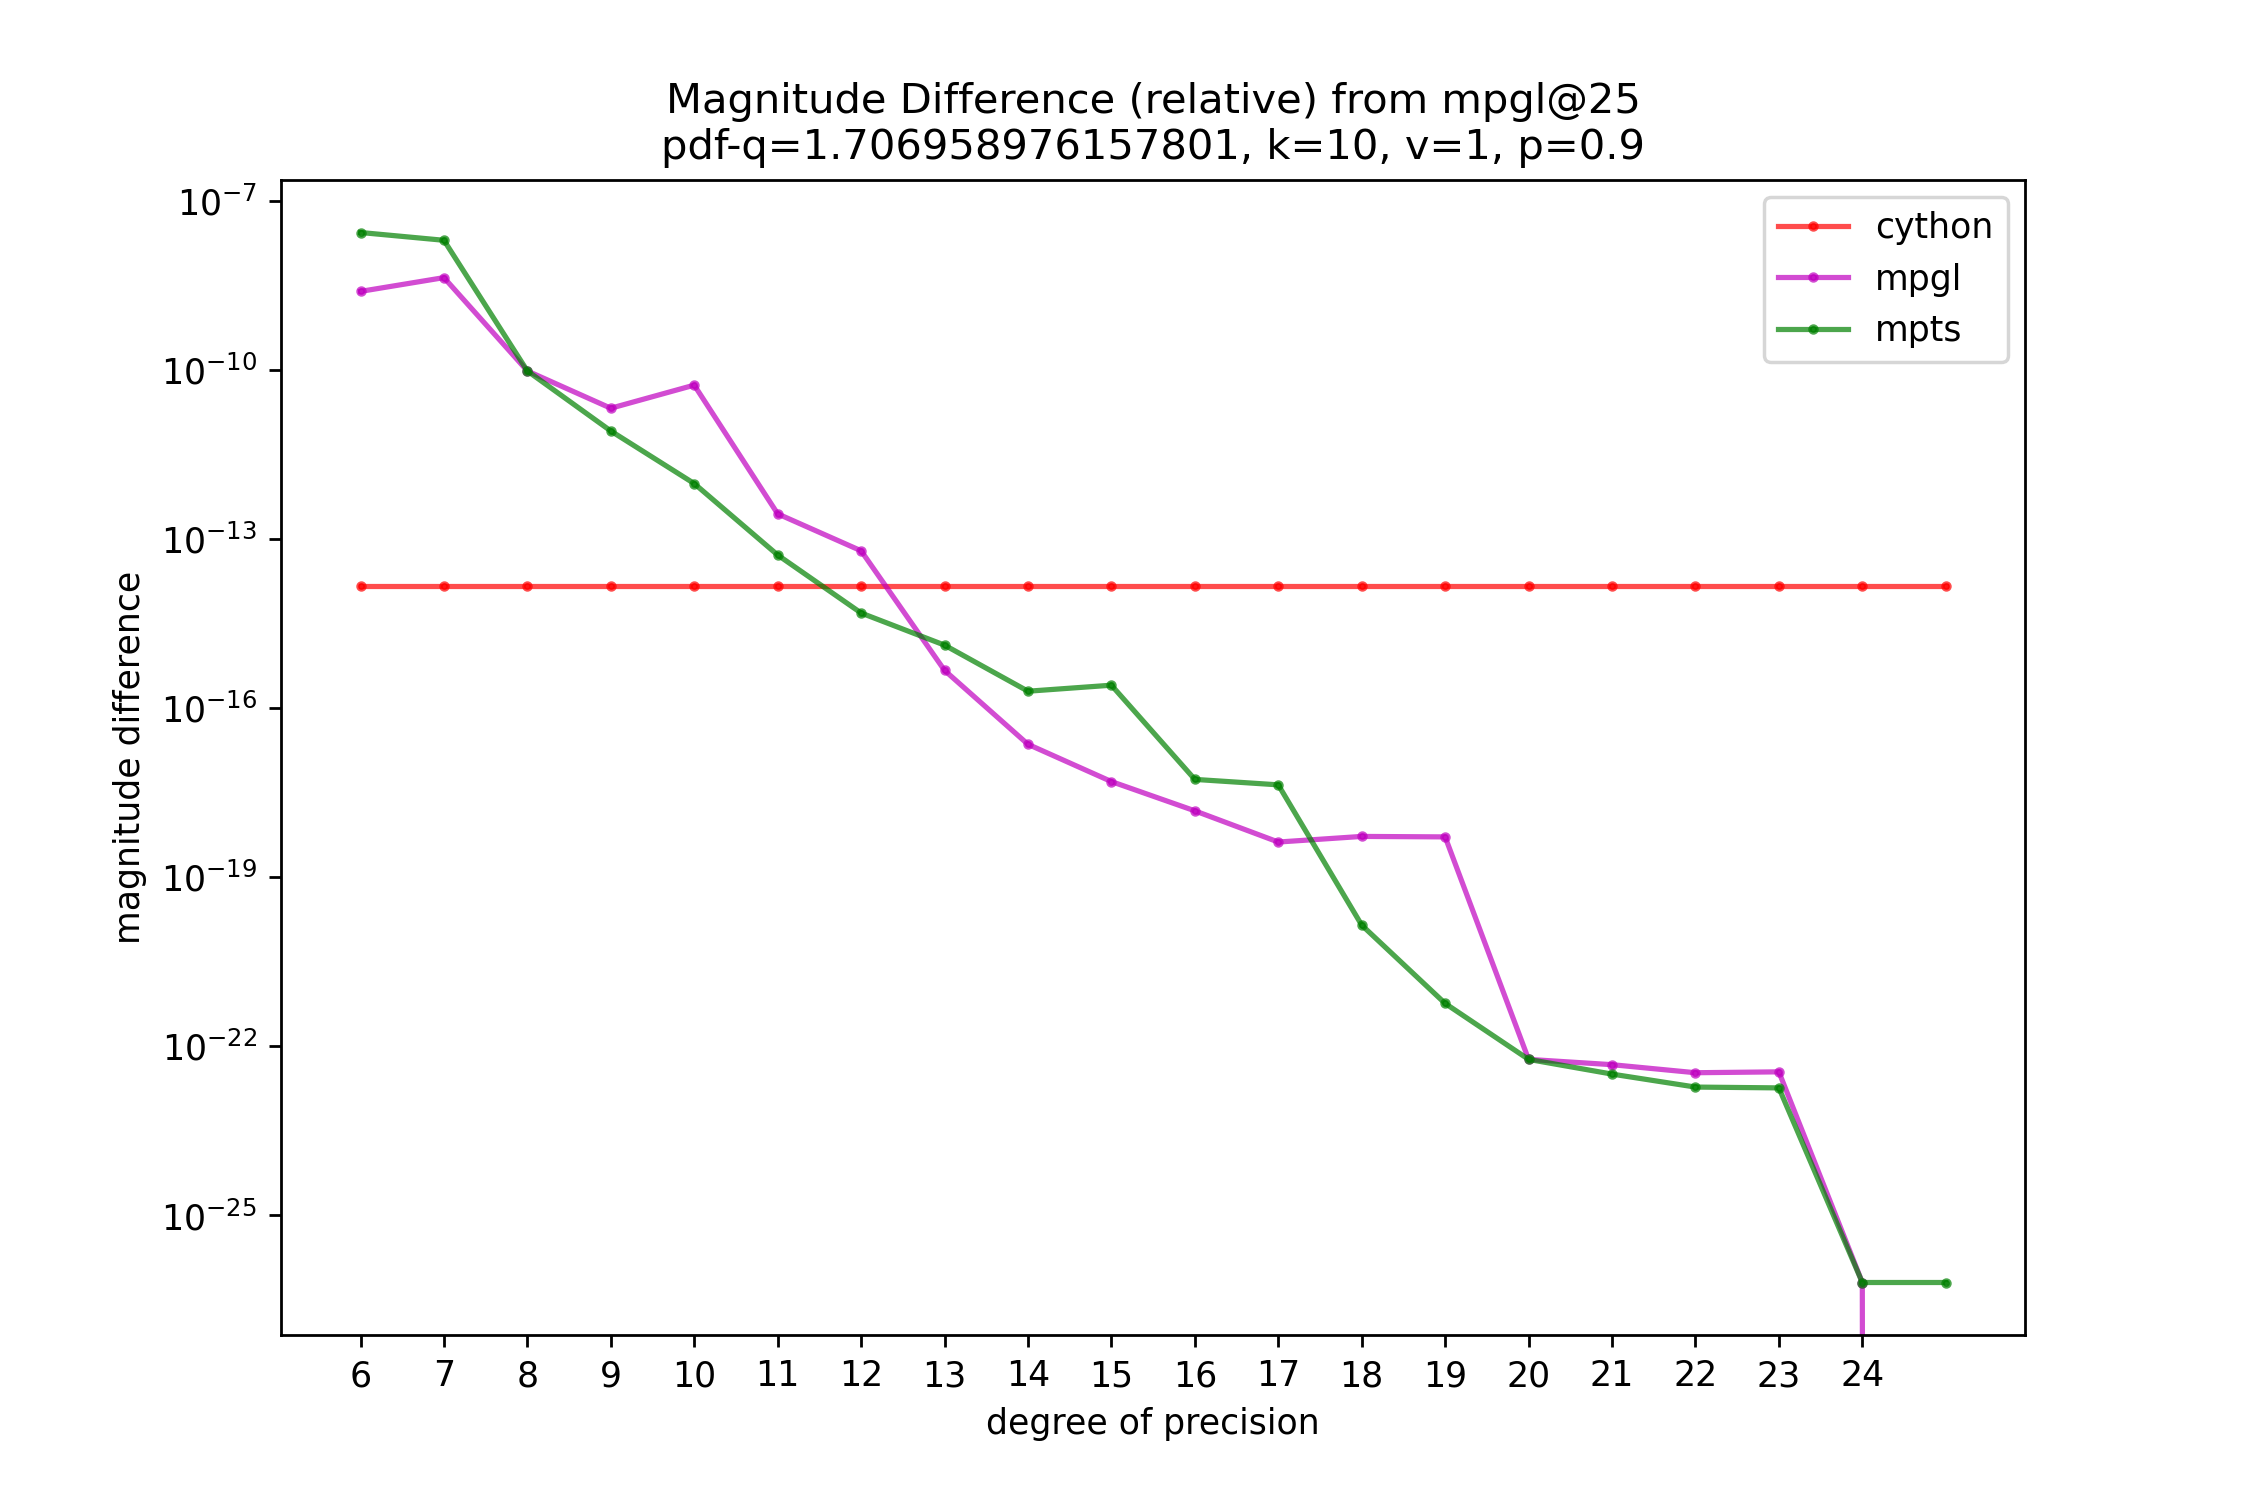 Magnitude Difference (relative) from mpgl@25
pdf-q=1.706958976157801, k=10, v=1, p=0.9
10⁻⁷
10⁻¹⁰
10⁻¹³
10⁻¹⁶
10⁻¹⁹
10⁻²²
10⁻²⁵
magnitude difference
cython
mpgl
mpts
6 7 8 9 10 11 12 13 14 15 16 17 18 19 20 21 22 23 24
degree of precision